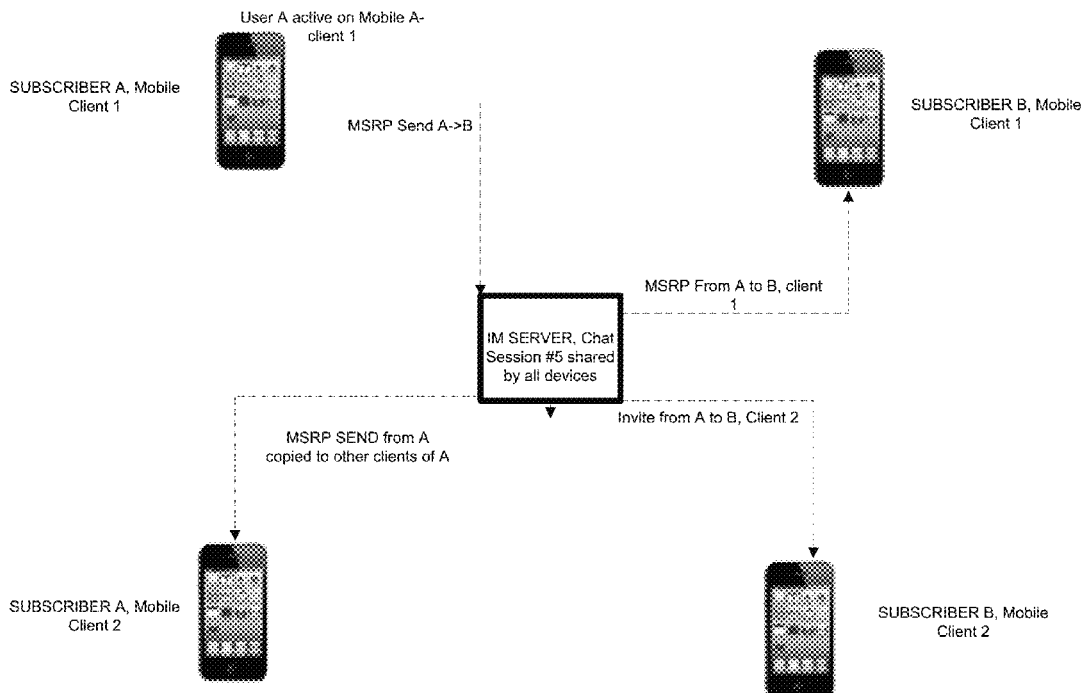 User A active on Mobile A-
client 1
SUBSCRIBER A, Mobile
Client 1
MSRP Send A->B
SUBSCRIBER B, Mobile
Client 1
MSRP From A to B, client
1
IM SERVER, Chat
Session #5 shared
by all devices
Invite from A to B, Client 2
MSRP SEND from A
copied to other clients of A
SUBSCRIBER A, Mobile
Client 2
SUBSCRIBER B, Mobile
Client 2